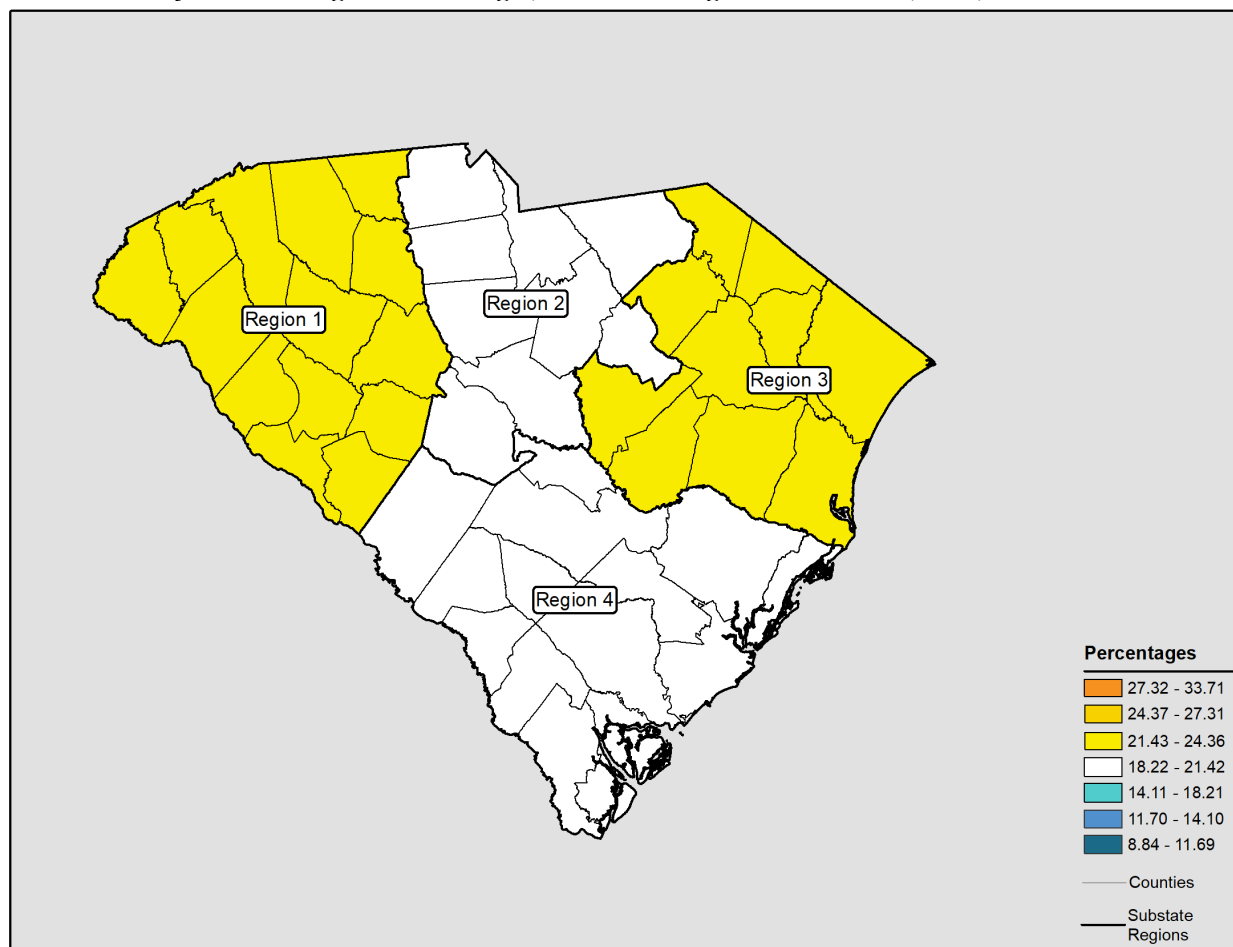 Region 1
Region 2
Region 3
Region 4
Percentages
27.32 - 33.71
24.37 - 27.31
21.43 - 24.36
18.22 - 21.42
14.11 - 18.21
11.70 - 14.10
8.84 - 11.69
Counties
Substate
Regions